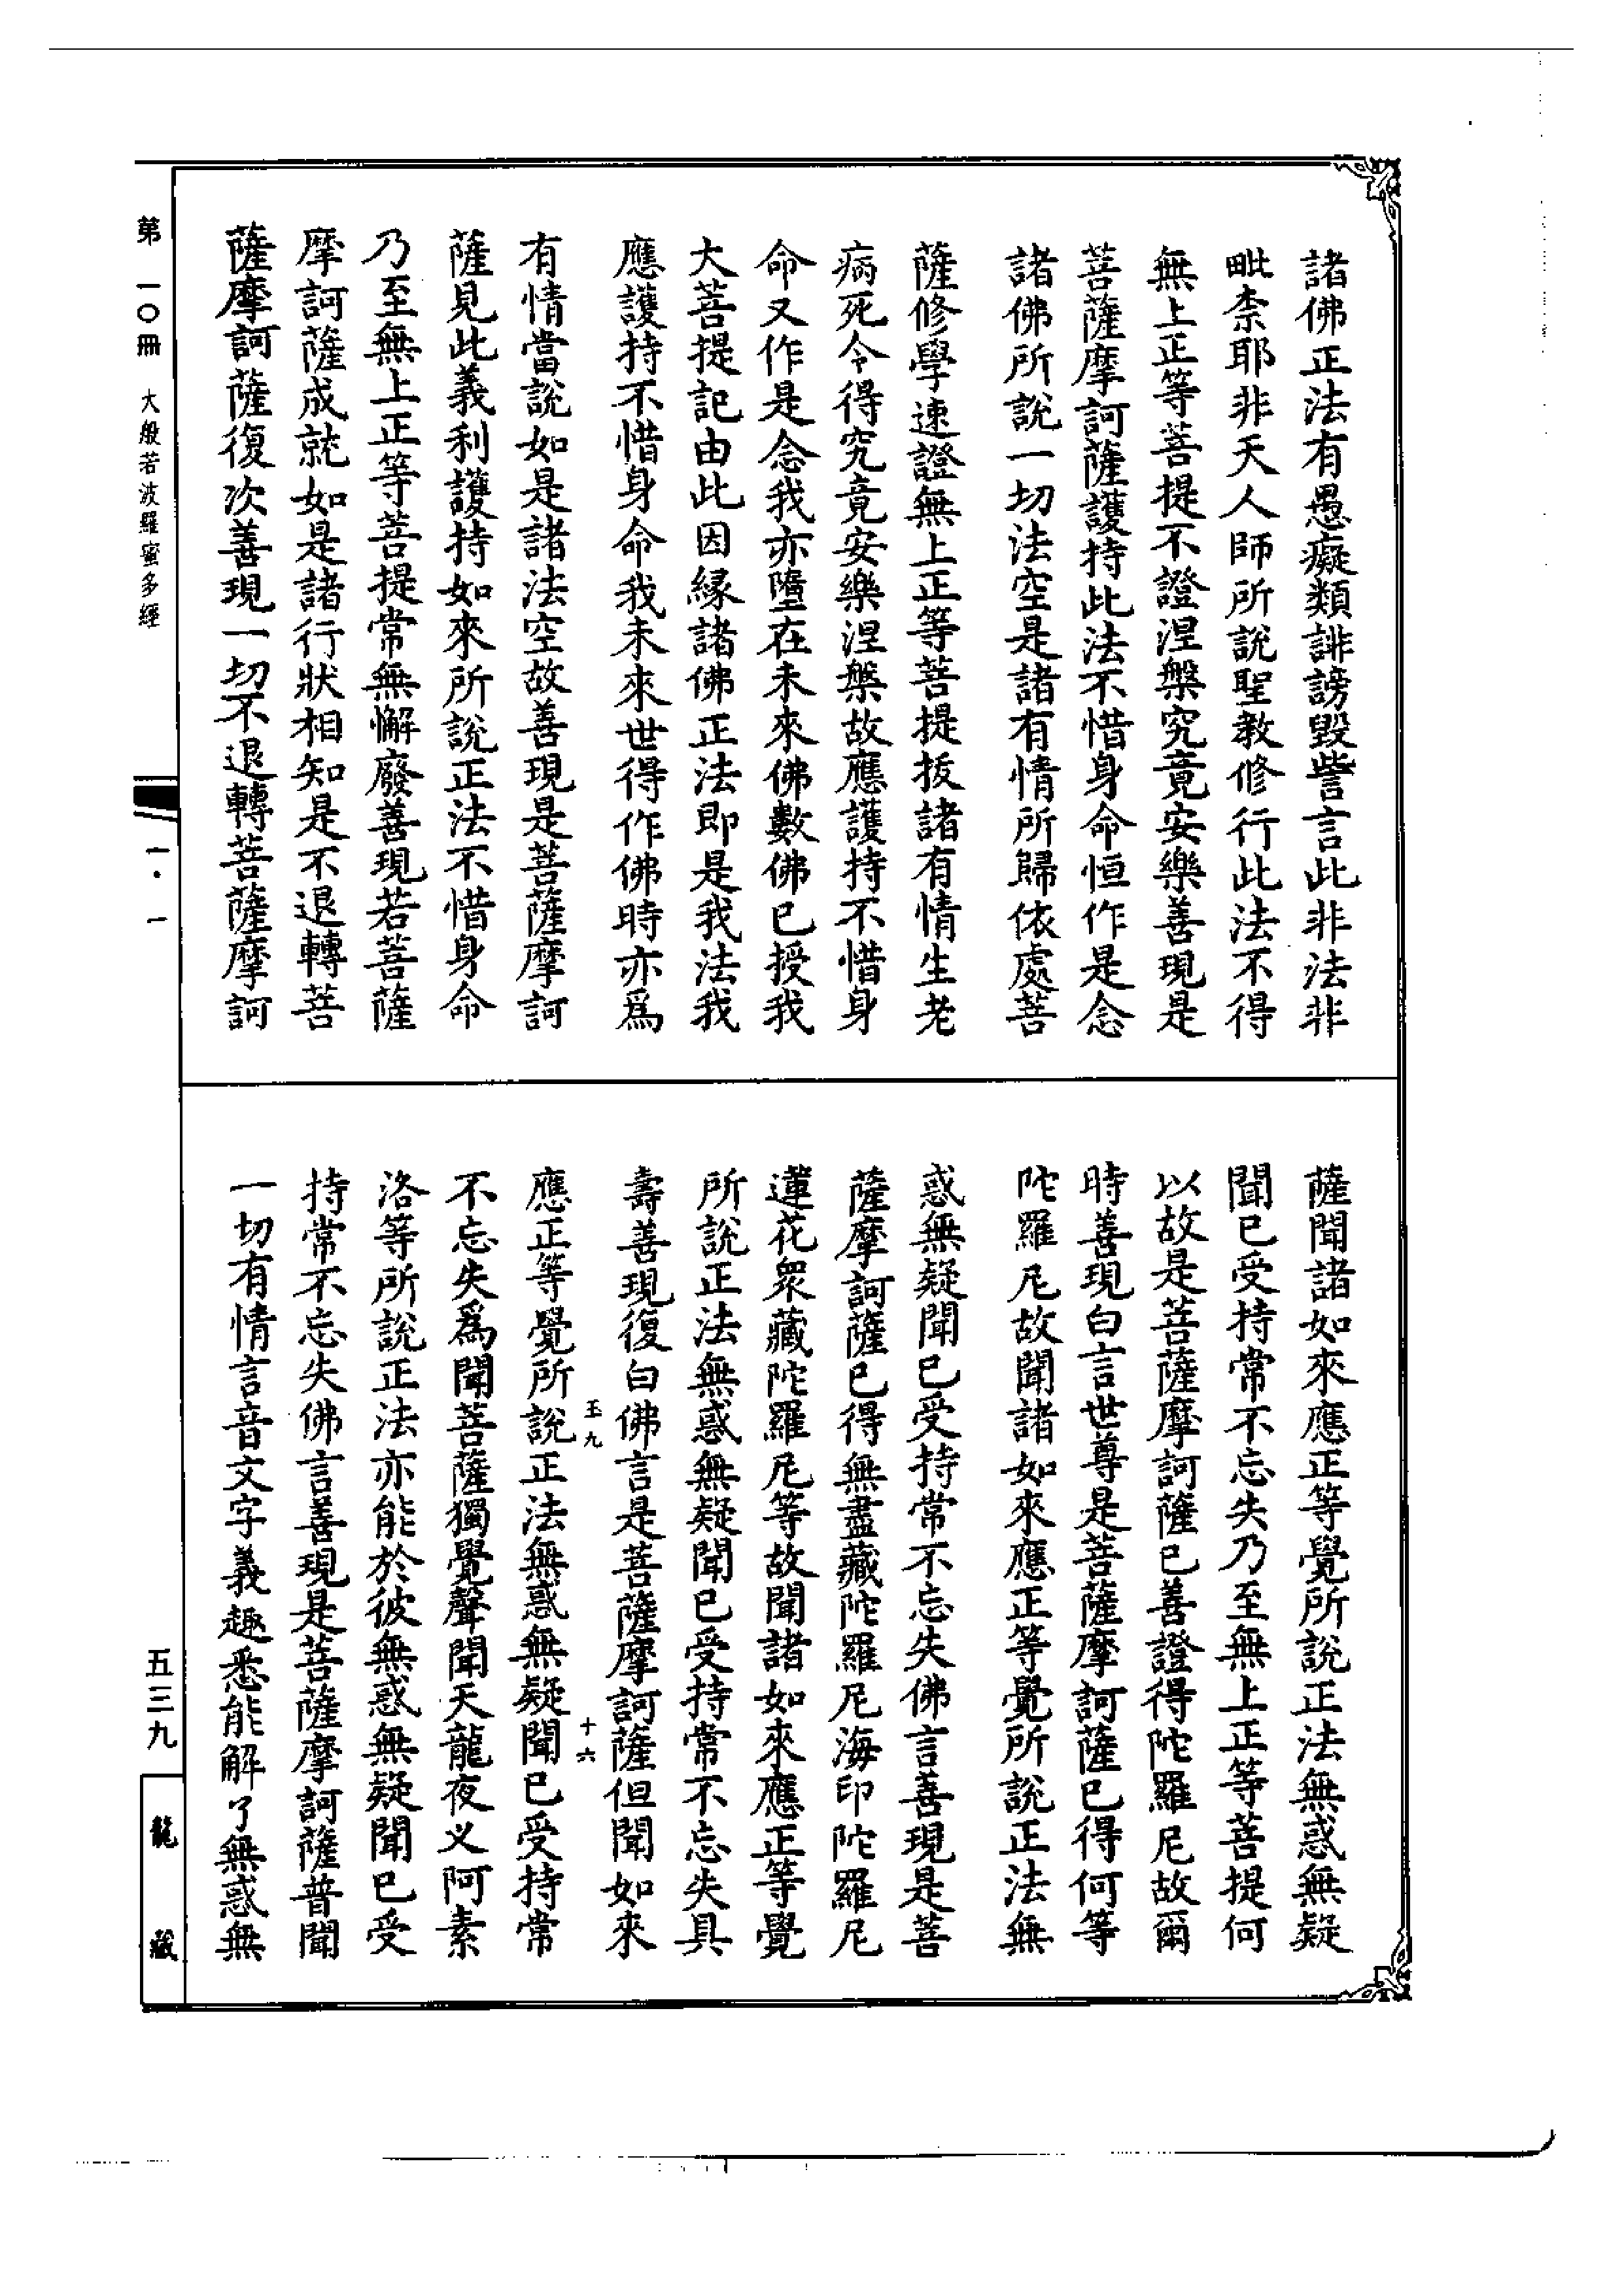 諸佛正法有愚癡類誹謗毀訾言此非法非
毗柰耶非天人師所說聖教修行此法不得
無上正等菩提不證涅槃究竟安樂善現是
菩薩摩訶薩護持此法不惜身命恒作是念
諸佛所說一切法空是諸有情所歸依處菩
薩修學速證無上正等菩提拔諸有情生老
病死令得究竟安樂涅槃故應護持不惜身
命又作是念我亦墮在未來佛數佛已授我
大菩提記由此因緣諸佛正法即是我法我
應護持不惜身命我未來世得作佛時亦爲
有情當說如是諸法空故善現是菩薩摩訶
薩見此義利護持如來所說正法不惜身命
乃至無上正等菩提常無懈廢善現若菩薩
摩訶薩成就如是諸行狀相知是不退轉菩
薩摩訶薩復次善現一切不退轉菩薩摩訶
薩聞諸如來應正等覺所說正法無惑無疑
聞已受持常不忘失乃至無上正等菩提何
以故是菩薩摩訶薩已善證得陀羅尼故爾
時善現白言世尊是菩薩摩訶薩已得何等
陀羅尼故聞諸如來應正等覺所說正法無
惑無疑聞已受持常不忘失佛言善現是菩
薩摩訶薩已得無盡藏陀羅尼海印陀羅尼
蓮花衆藏陀羅尼等故聞諸如來應正等覺
所說正法無惑無疑聞已受持常不忘失具
壽善現復白佛言是菩薩摩訶薩但聞如來
玉九
十六
應正等覺所說正法無惑無疑聞已受持常
不忘失爲聞菩薩獨覺聲聞天龍夜义阿素
洛等所說正法亦能於彼無惑無疑聞已受
持常不忘失佛言善現是菩薩摩訶薩普聞
一切有情言音文字義趣悉能解了無惑無
第一〇冊
大般若波羅蜜多經
一·一
五三九
龍藏